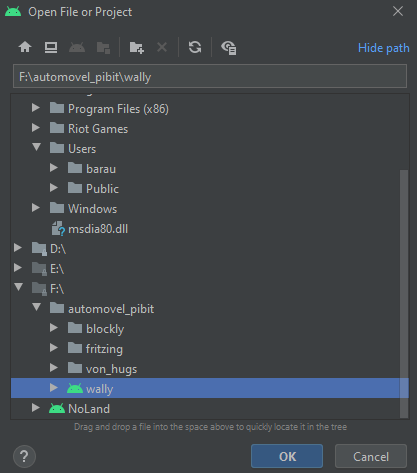 Open File or Project
Hide path
F:\automovel_pibit\wally
Program Files (x86)
Riot Games
Users
barau
Public
Windows
msdia80.dll
D:\
E:\
F:\
automovel_pibit
blockly
fritzing
von_hugs
wally
NoLand
Drag and drop a file into the space above to quickly locate it in the tree
?
OK
Cancel